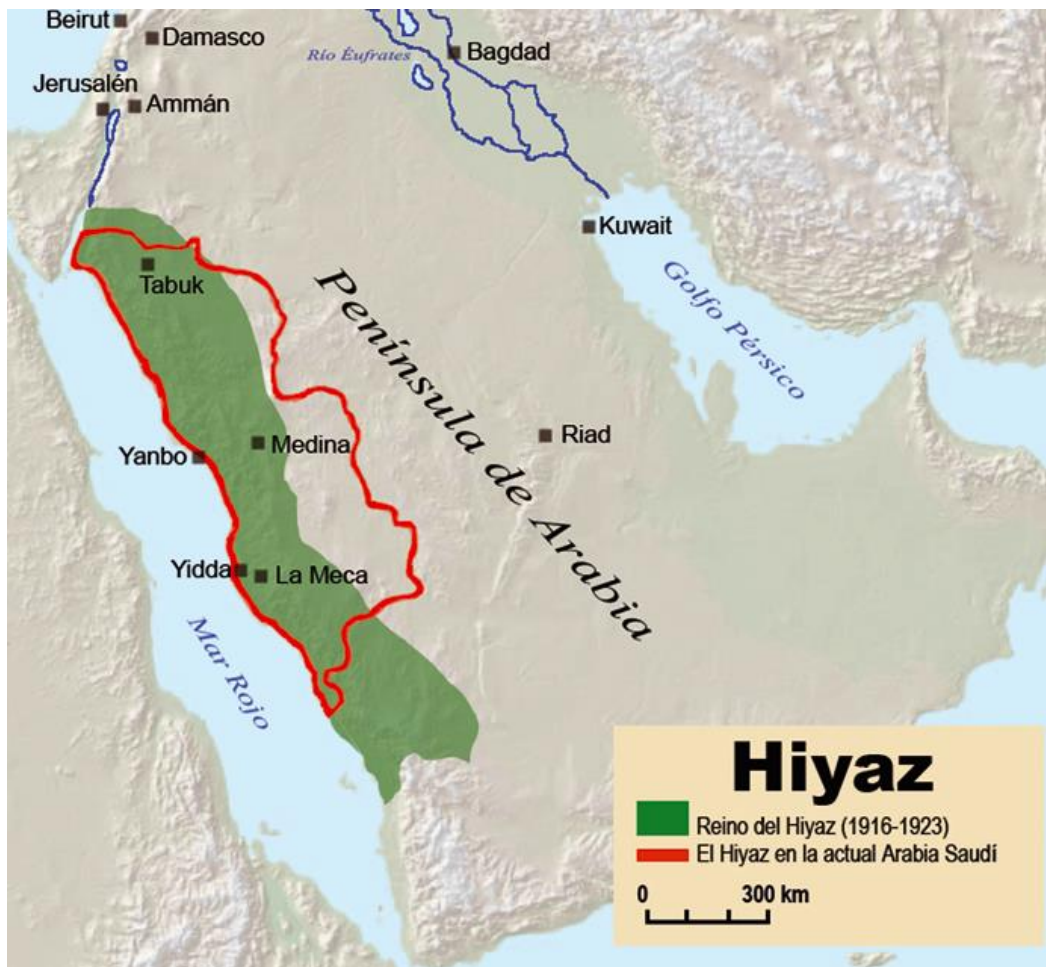 Beirut
Damasco
Río Éufrates
Bagdad
Jerusalén
Ammán
Kuwait
Golfo Pérsico
Tabuk
Península de Arabia
Medina
Riad
Yanbo
Yidda
La Meca
Mar Rojo
Hiyaz
Reino del Hiyaz (1916-1923)
El Hiyaz en la actual Arabia Saudí
0 300 km